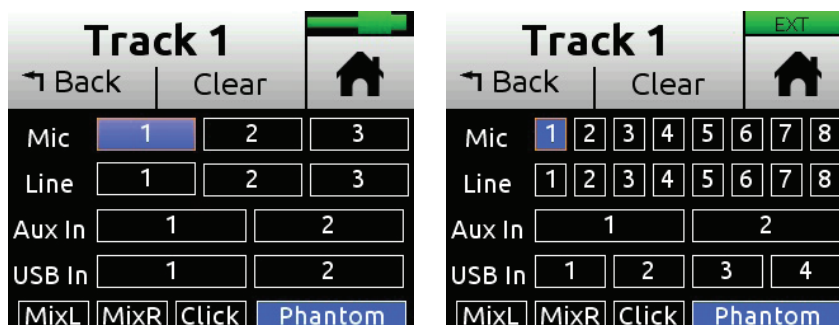 Track 1
Back Clear
Mic 1 2 3
Line 1 2 3
Aux In 1 2
USB In 1 2
MixL MixR Click Phantom
EXT
Track 1
Back Clear
Mic 1 2 3 4 5 6 7 8
Line 1 2 3 4 5 6 7 8
Aux In 1 2
USB In 1 2 3 4
MixL MixR Click Phantom